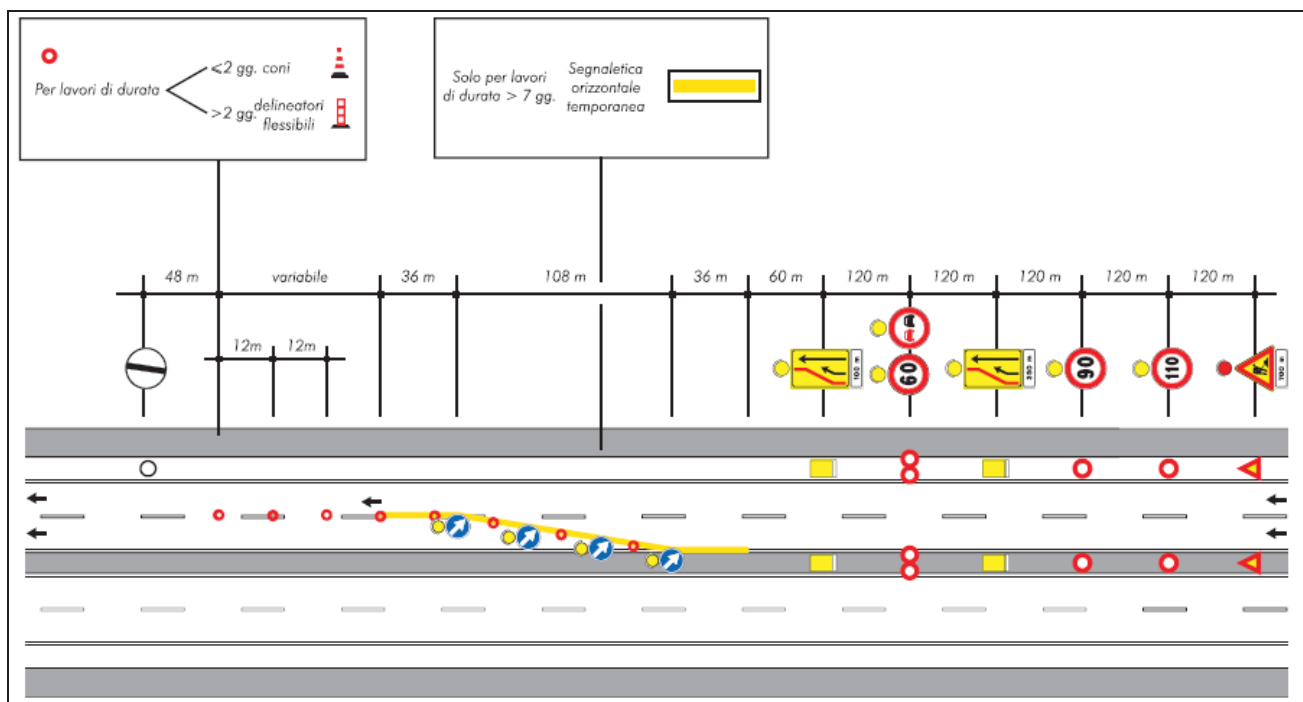 ≤2 gg. coni
Per lavori di durata
>2 gg. delineatori
flessibili
Solo per lavori
di durata > 7 gg.
Segnaletica
orizzontale
temporanea
48 m
variabile
36 m
108 m
36 m
60 m
120 m
120 m
120 m
120 m
120 m
12m
12m
100 m
60
90
110
700 m